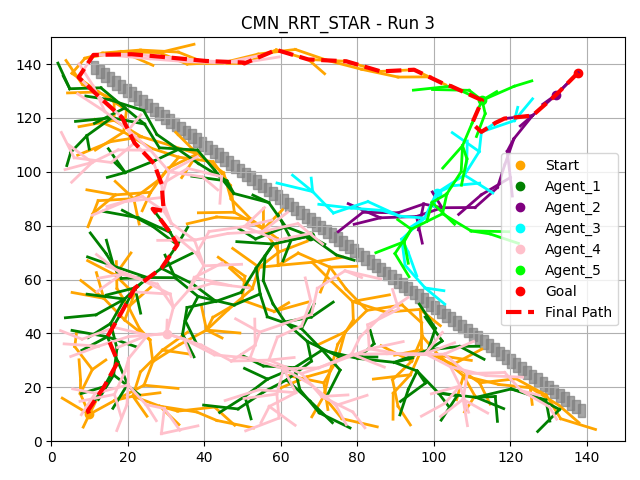 CMN_RRT_STAR - Run 3
140
120
100
80
60
40
20
0
0 20 40 60 80 100 120 140
Start
Agent_1
Agent_2
Agent_3
Agent_4
Agent_5
Goal
Final Path